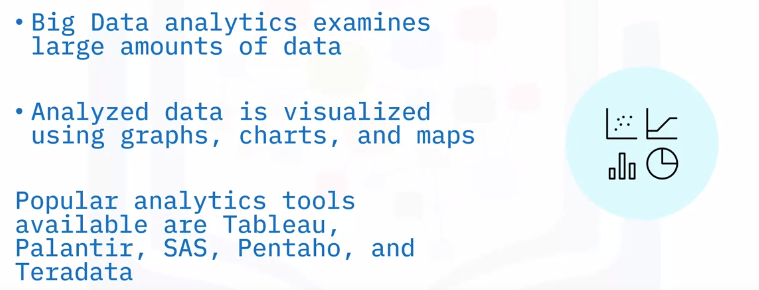 • Big Data analytics examines
large amounts of data
• Analyzed data is visualized
using graphs, charts, and maps
Popular analytics tools
available are Tableau,
Palantir, SAS, Pentaho, and
Teradata